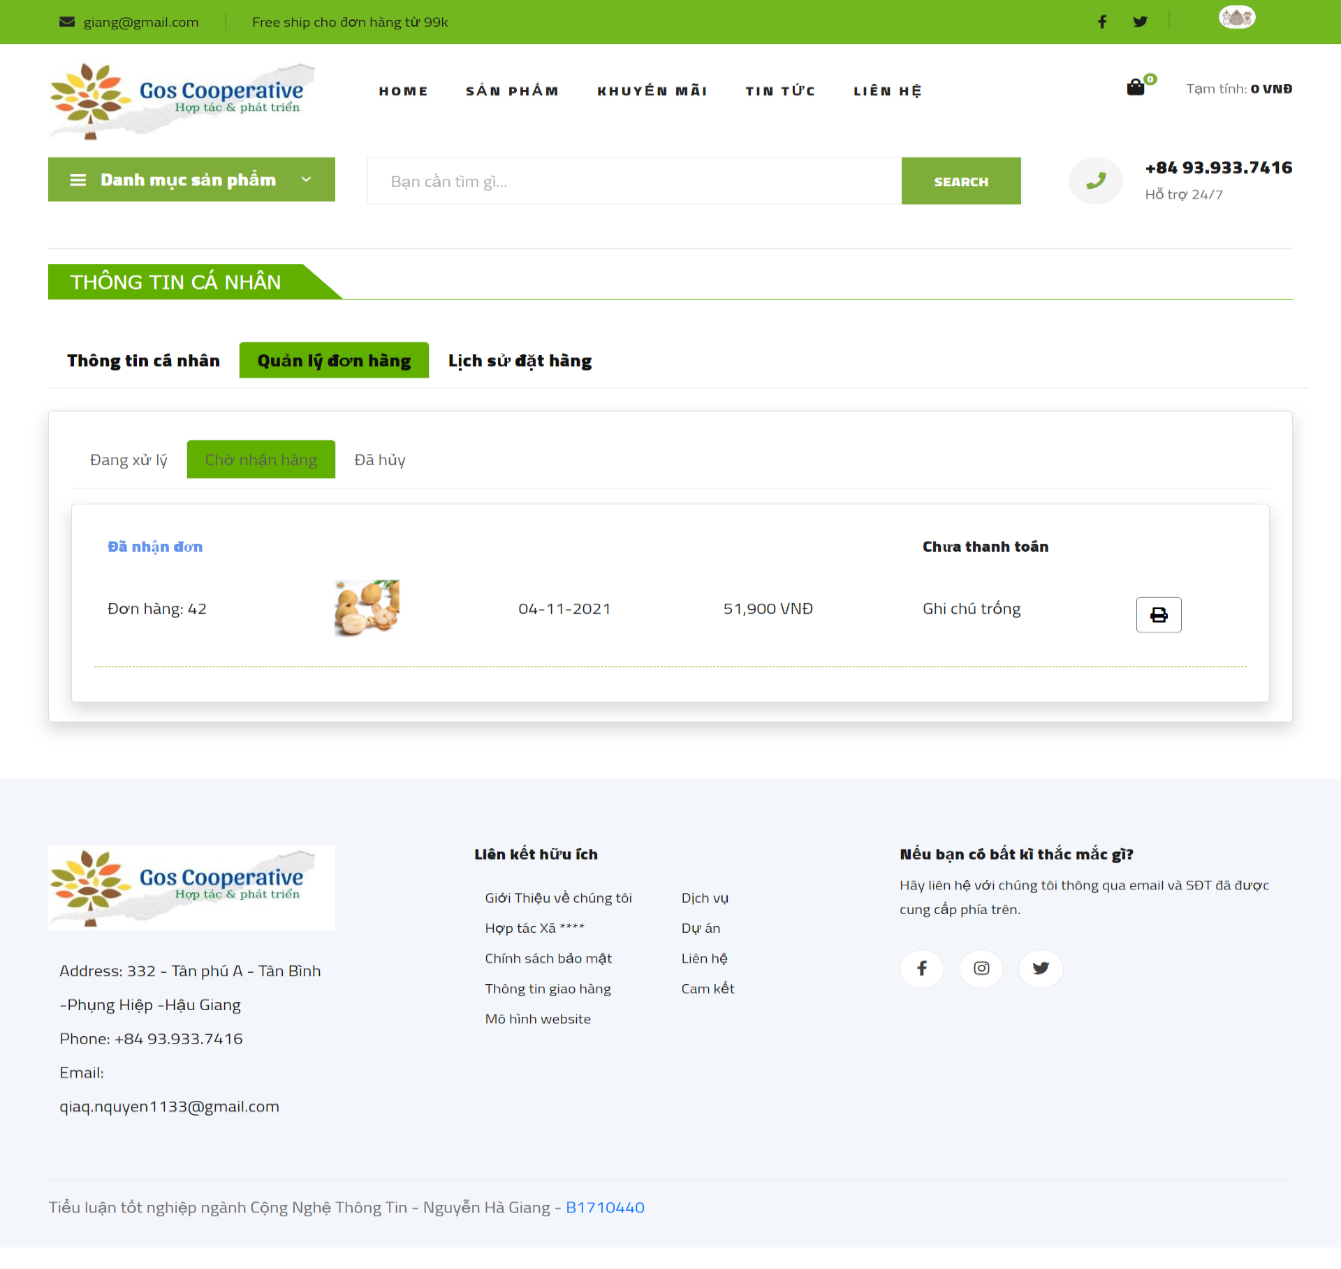 giang@gmail.com
Free ship cho đơn hàng từ 99k
Gos Cooperative
Hợp tác & phát triển
HOME
SẢN PHẨM
KHUYẾN MÃI
TIN TỨC
LIÊN HỆ
0
Tạm tính: 0 VNĐ
Danh mục sản phẩm
Bạn cần tìm gì...
SEARCH
+84 93.933.7416
Hỗ trợ 24/7
THÔNG TIN CÁ NHÂN
Thông tin cá nhân
Quản lý đơn hàng
Lịch sử đặt hàng
Đang xử lý
Chờ nhận hàng
Đã hủy
Đã nhận đơn
Chưa thanh toán
Đơn hàng: 42
04-11-2021
51,900 VNĐ
Ghi chú trống
Gos Cooperative
Hợp tác & phát triển
Address: 332 - Tân phú A - Tân Bình
-Phụng Hiệp -Hậu Giang
Phone: +84 93.933.7416
Email:
qiaq.nquyen1133@gmail.com
Liên kết hữu ích
Giới Thiệu về chúng tôi
Hợp tác Xã ****
Chính sách bảo mật
Thông tin giao hàng
Mô hình website
Dịch vụ
Dự án
Liên hệ
Cam kết
Nếu bạn có bất kì thắc mắc gì?
Hãy liên hệ với chúng tôi thông qua email và SĐT đã được
cung cấp phía trên.
Tiểu luận tốt nghiệp ngành Cộng Nghệ Thông Tin - Nguyễn Hà Giang - B1710440